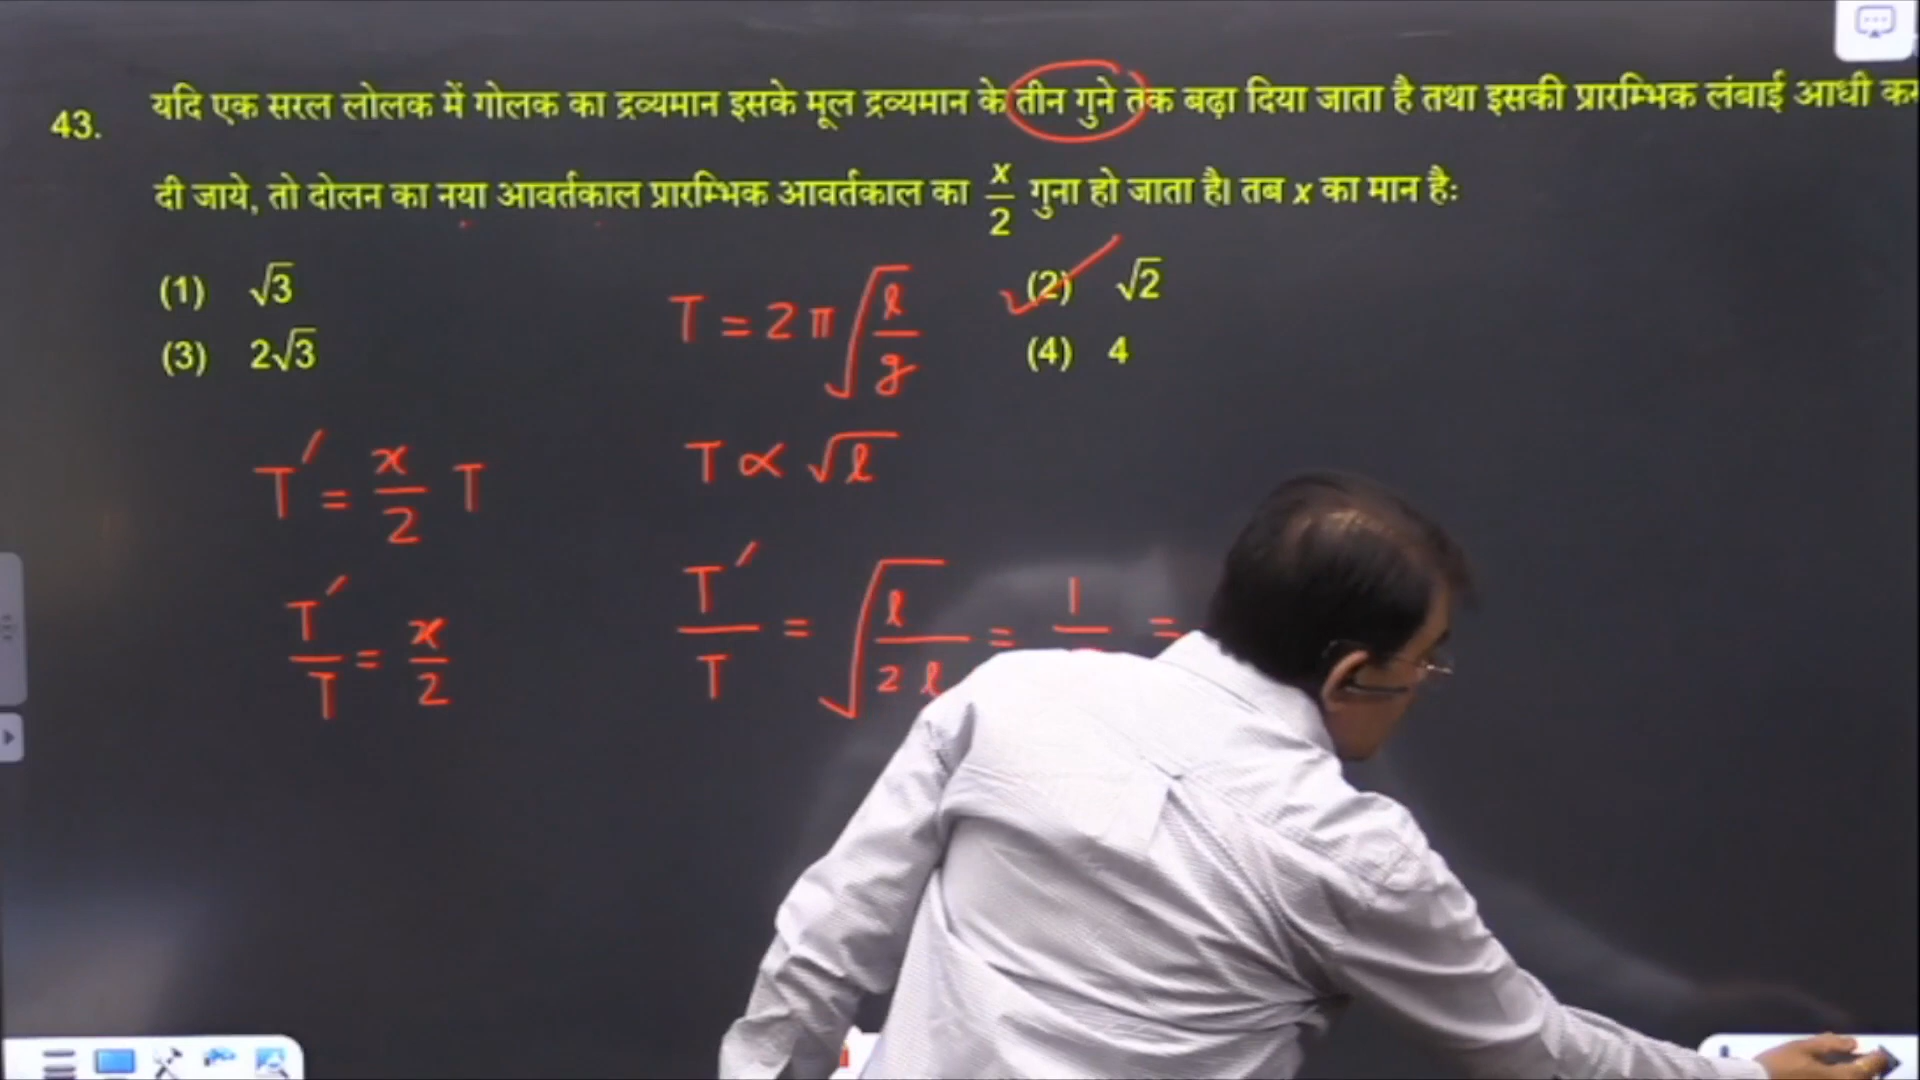 43. यदि एक सरल लोलक में गोलक का द्रव्यमान इसके मूल द्रव्यमान के तीन गुने तक बढ़ा दिया जाता है तथा इसकी प्रारम्भिक लंबाई आधी
दी जाये, तो दोलन का नया आवर्तकाल प्रारम्भिक आवर्तकाल का x/2 गुना हो जाता है। तब x का मान है:
(1) √3 (2) √2
(3) 2√3 (4) 4
T = 2π√(l/g)
T ∝ √l
T' = x/2 T
T'/T = x/2
T'/T = √(l/2l) = 1 =